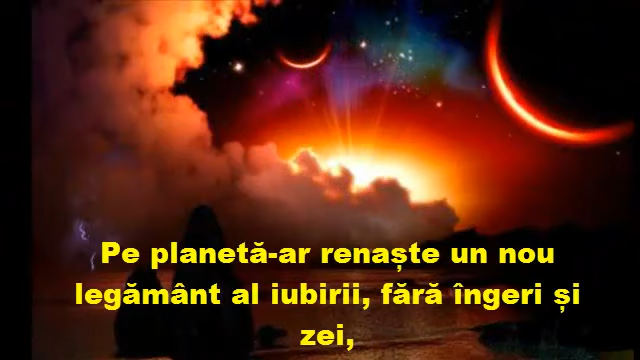 Pe planetă-ar renaște un nou
legământ al iubirii, fără îngeri și
zei,